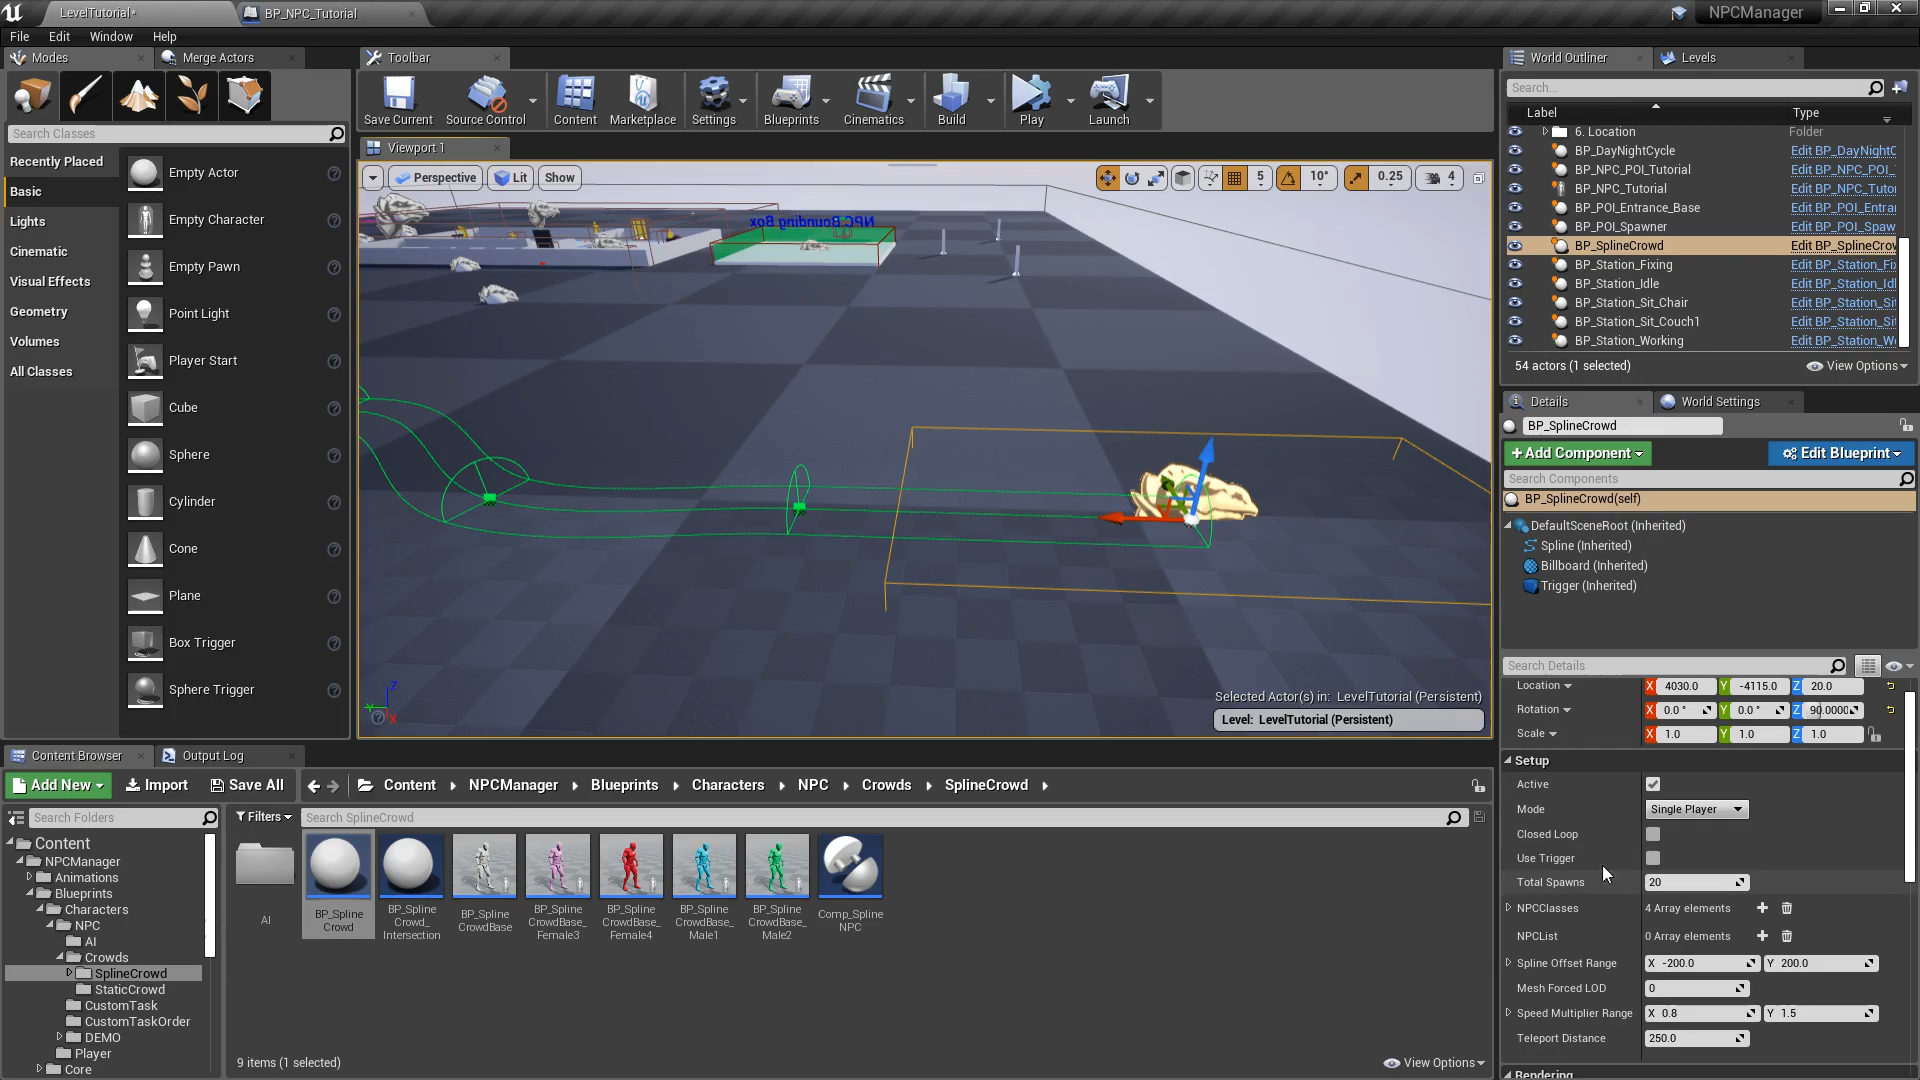 LevelTutorial*
BP_NPC_Tutorial
NPCManager
File Edit Window Help
Modes
Merge Actors
Toolbar
World Outliner
Levels
Save Current
Source Control
Content
Marketplace
Settings
Blueprints
Cinematics
Build
Play
Launch
Search Classes
Recently Placed
Basic
Lights
Cinematic
Visual Effects
Geometry
Volumes
All Classes
Empty Actor
Empty Character
Empty Pawn
Point Light
Player Start
Cube
Sphere
Cylinder
Cone
Plane
Box Trigger
Sphere Trigger
Viewport 1
Perspective
Lit
Show
5
10°
0.25
4
NPC Bounding Box
Z
Y
X
Selected Actor(s) in: LevelTutorial (Persistent)
Level: LevelTutorial (Persistent)
Search...
Label Type
6. Location Folder
BP_DayNightCycle Edit BP_DayNightC
BP_NPC_POI_Tutorial Edit BP_NPC_POI_
BP_NPC_Tutorial Edit BP_NPC_Tutor
BP_POI_Entrance_Base Edit BP_POI_Entra
BP_POI_Spawner Edit BP_POI_Spaw
BP_SplineCrowd Edit BP_SplineCrow
BP_Station_Fixing Edit BP_Station_Fi
BP_Station_Idle Edit BP_Station_Idl
BP_Station_Sit_Chair Edit BP_Station_Sit
BP_Station_Sit_Couch1 Edit BP_Station_Sit
BP_Station_Working Edit BP_Station_W
54 actors (1 selected)
View Options
Details
World Settings
BP_SplineCrowd
+Add Component
Edit Blueprint
Search Components
BP_SplineCrowd(self)
DefaultSceneRoot (Inherited)
Spline (Inherited)
Billboard (Inherited)
Trigger (Inherited)
Search Details
Location X 4030.0 Y -4115.0 Z 20.0
Rotation X 0.0 ° Y 0.0 ° Z 90.0000
Scale X 1.0 Y 1.0 Z 1.0
Setup
Active
Mode Single Player
Closed Loop
Use Trigger
Total Spawns 20
NPCClasses 4 Array elements
NPCList 0 Array elements
Spline Offset Range X -200.0 Y 200.0
Mesh Forced LOD 0
Speed Multiplier Range X 0.8 Y 1.5
Teleport Distance 250.0
Rendering
Content Browser
Output Log
Add New
Import
Save All
Content NPCManager Blueprints Characters NPC Crowds SplineCrowd
Search Folders
Filters
Search SplineCrowd
Content
NPCManager
Animations
Blueprints
Characters
NPC
AI
Crowds
SplineCrowd
StaticCrowd
CustomTask
CustomTaskOrder
DEMO
Player
Core
AI
BP_Spline
Crowd
BP_Spline
Crowd_
Intersection
BP_Spline
CrowdBase
BP_Spline
CrowdBase_
Female3
BP_Spline
CrowdBase_
Female4
BP_Spline
CrowdBase_
Male1
BP_Spline
CrowdBase_
Male2
Comp_Spline
NPC
9 items (1 selected)
View Options